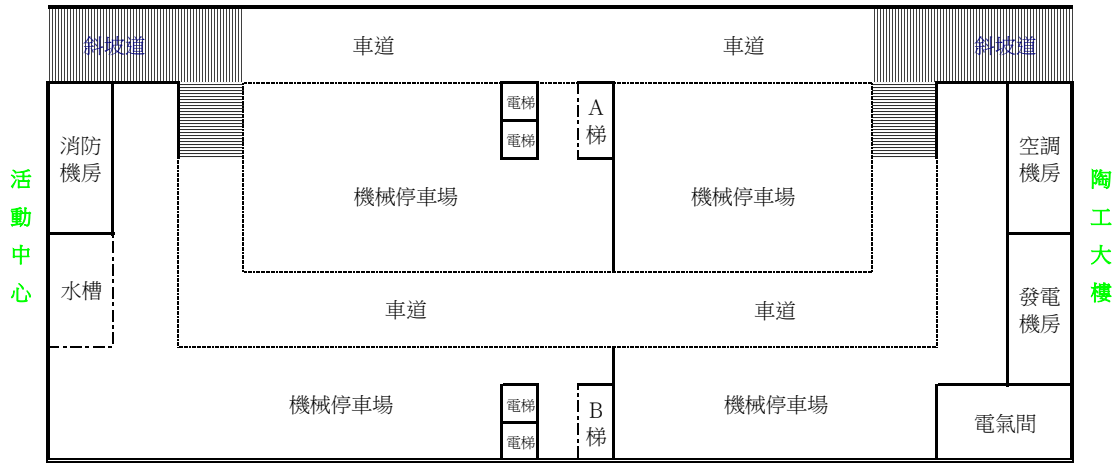 斜坡道
車道
車道
斜坡道
電梯
電梯
A
梯
消防
機房
空調
機房
機械停車場
機械停車場
活
動
中
心
陶
工
大
樓
水槽
發電
機房
車道
車道
機械停車場
電梯
電梯
B
梯
機械停車場
電氣間